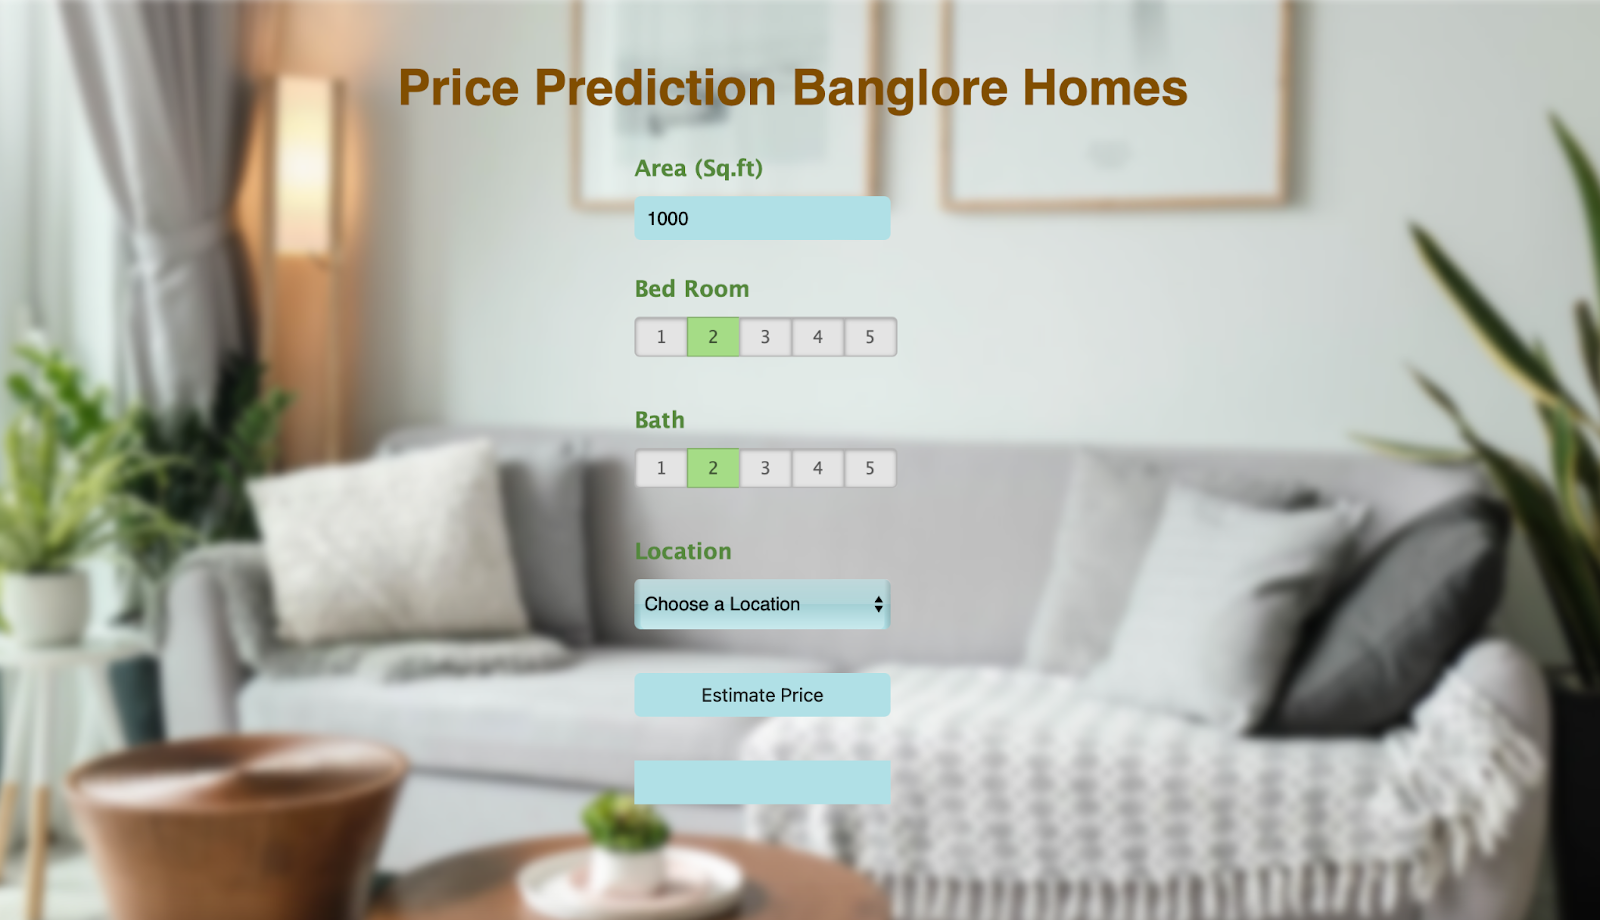 Price Prediction Banglore Homes
Area (Sq.ft)
1000
Bed Room
1 2 3 4 5
Bath
1 2 3 4 5
Location
Choose a Location
Estimate Price